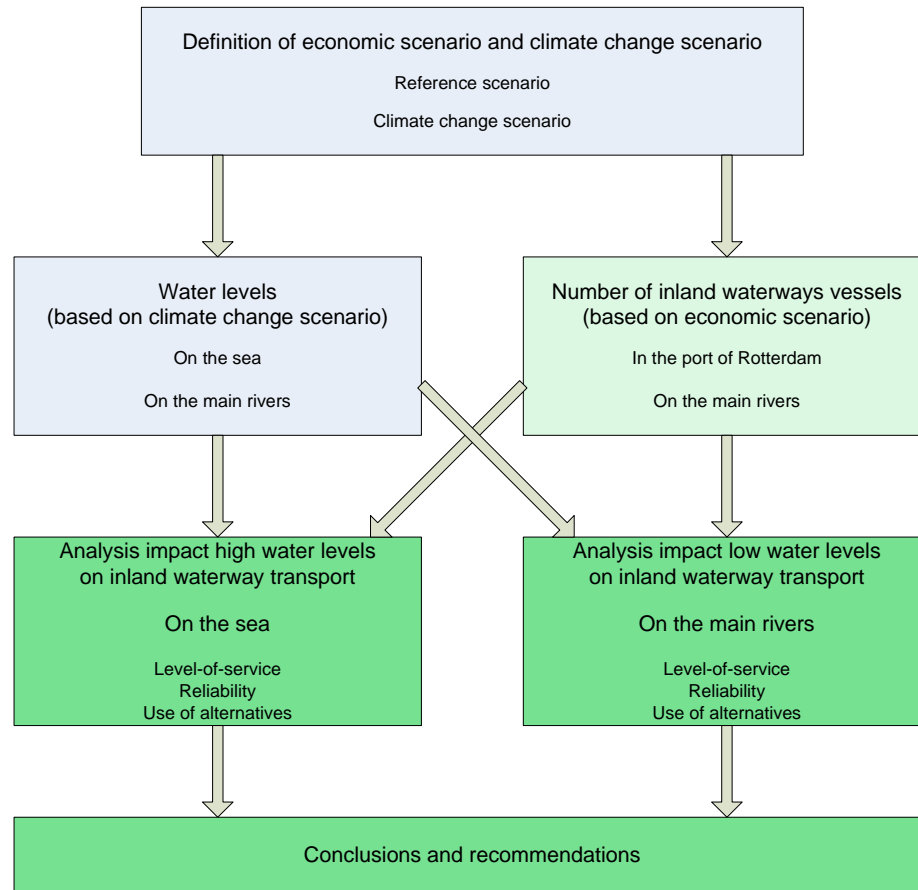 Definition of economic scenario and climate change scenario
Reference scenario
Climate change scenario
Water levels
(based on climate change scenario)
On the sea
On the main rivers
Number of inland waterways vessels
(based on economic scenario)
In the port of Rotterdam
On the main rivers
Analysis impact high water levels
on inland waterway transport
On the sea
Level-of-service
Reliability
Use of alternatives
Analysis impact low water levels
on inland waterway transport
On the main rivers
Level-of-service
Reliability
Use of alternatives
Conclusions and recommendations